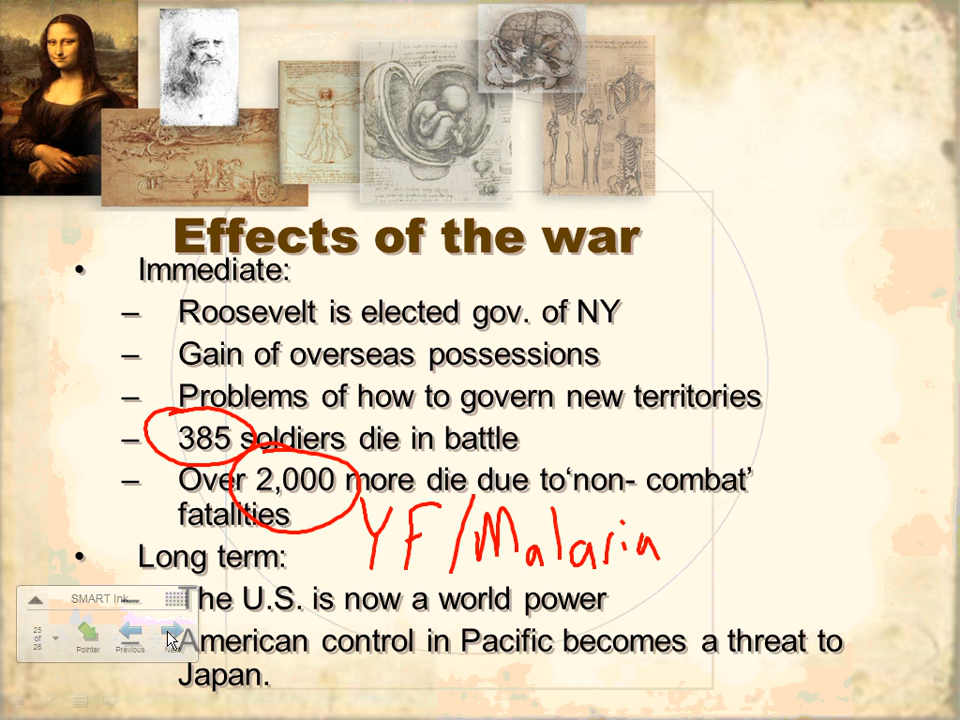 Effects of the war
• Immediate:
– Roosevelt is elected gov. of NY
– Gain of overseas possessions
– Problems of how to govern new territories
– 385 soldiers die in battle
– Over 2,000 more die due to‘non- combat’
fatalities
YF/Malaria
• Long term:
– The U.S. is now a world power
American control in Pacific becomes a threat to
Japan.
SMART Ink...
25
of
26
Pointer
Previous
Next